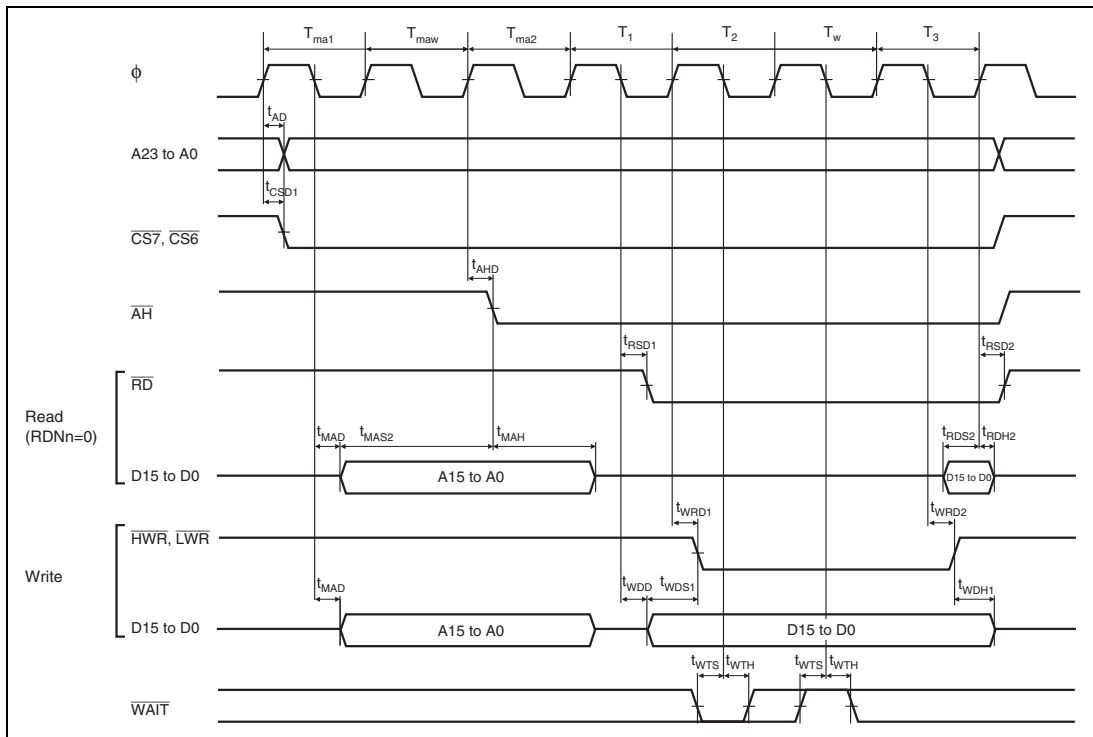 Tma1 Tmaw Tma2 T1 T2 Tw T3
ϕ
tAD
A23 to A0
tCSD1
CS7, CS6
tAHD
AH
tRSD1 tRSD2
RD
Read
(RDNn=0)
tMAD tMAS2 tMAH tRDS2 tRDH2
D15 to D0 A15 to A0 D15 to D0
tWRD1 tWRD2
HWR, LWR
Write
tMAD tWDD tWDS1 tWDH1
D15 to D0 A15 to A0 D15 to D0
tWTS tWTH tWTS tWTH
WAIT